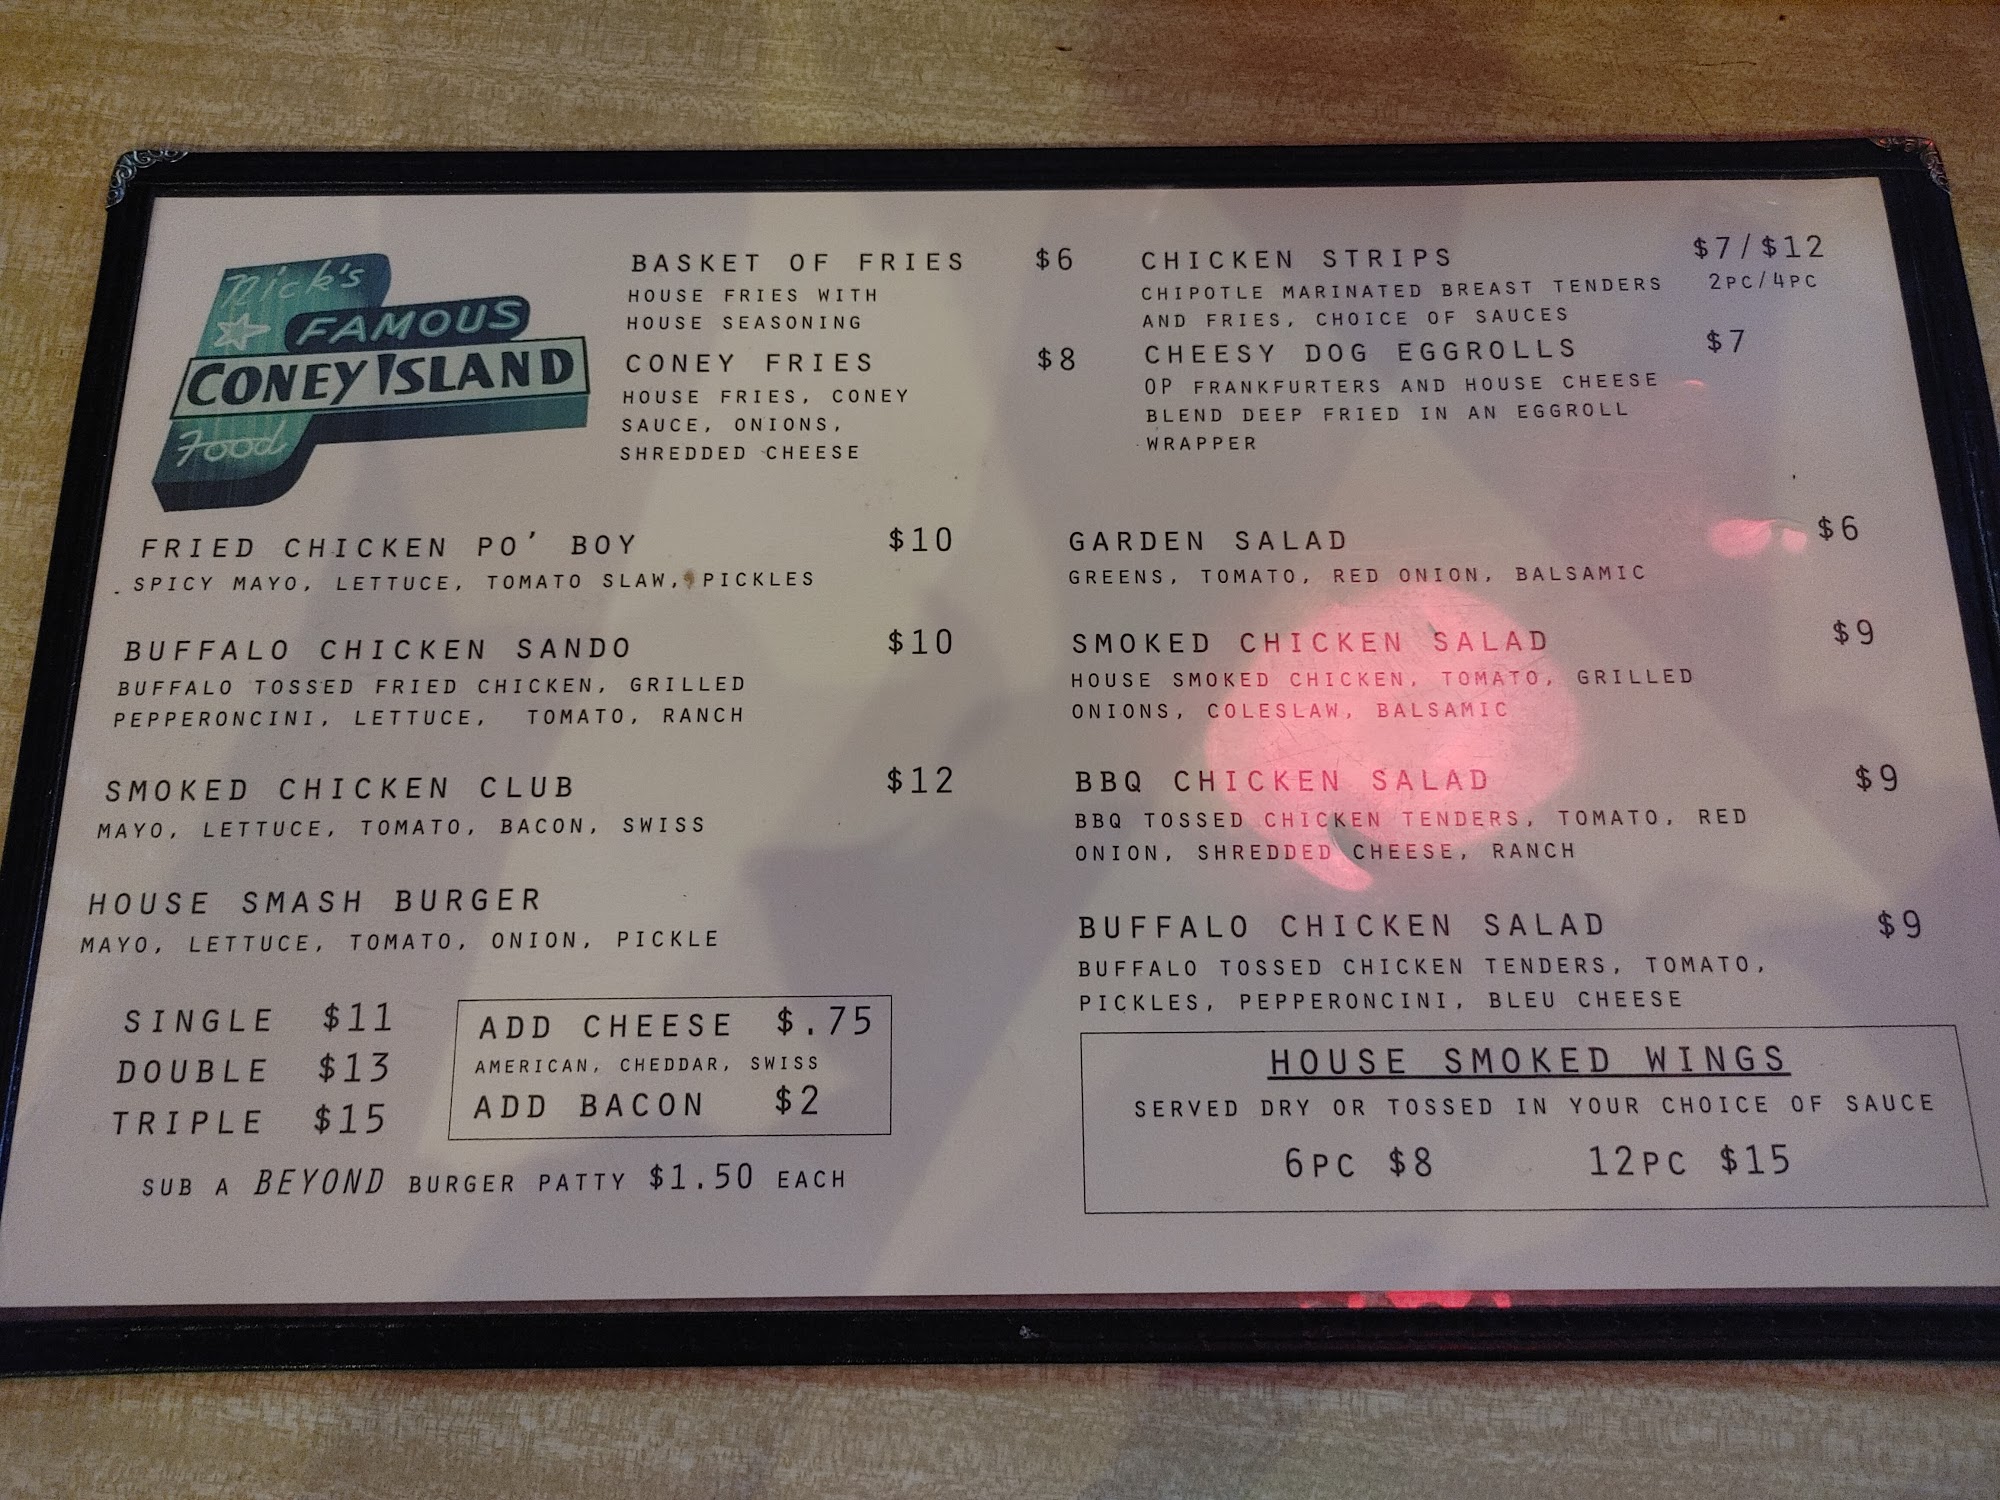 Nick's
FAMOUS
CONEY ISLAND
Food
BASKET OF FRIES $6
HOUSE FRIES WITH
HOUSE SEASONING
CONEY FRIES $8
HOUSE FRIES, CONEY
SAUCE, ONIONS,
SHREDDED CHEESE
CHICKEN STRIPS $7/$12
CHIPOTLE MARINATED BREAST TENDERS 2PC/4PC
AND FRIES, CHOICE OF SAUCES
CHEESY DOG EGGROLLS $7
OP FRANKFURTERS AND HOUSE CHEESE
BLEND DEEP FRIED IN AN EGGROLL
WRAPPER
FRIED CHICKEN PO' BOY $10
SPICY MAYO, LETTUCE, TOMATO SLAW, PICKLES
BUFFALO CHICKEN SANDO $10
BUFFALO TOSSED FRIED CHICKEN, GRILLED
PEPPERONCINI, LETTUCE, TOMATO, RANCH
SMOKED CHICKEN CLUB $12
MAYO, LETTUCE, TOMATO, BACON, SWISS
HOUSE SMASH BURGER
MAYO, LETTUCE, TOMATO, ONION, PICKLE
SINGLE $11
DOUBLE $13
TRIPLE $15
ADD CHEESE $.75
AMERICAN, CHEDDAR, SWISS
ADD BACON $2
SUB A BEYOND BURGER PATTY $1.50 EACH
GARDEN SALAD $6
GREENS, TOMATO, RED ONION, BALSAMIC
SMOKED CHICKEN SALAD $9
HOUSE SMOKED CHICKEN, TOMATO, GRILLED
ONIONS, COLESLAW, BALSAMIC
BBQ CHICKEN SALAD $9
BBQ TOSSED CHICKEN TENDERS, TOMATO, RED
ONION, SHREDDED CHEESE, RANCH
BUFFALO CHICKEN SALAD $9
BUFFALO TOSSED CHICKEN TENDERS, TOMATO,
PICKLES, PEPPERONCINI, BLEU CHEESE
HOUSE SMOKED WINGS
SERVED DRY OR TOSSED IN YOUR CHOICE OF SAUCE
6PC $8 12PC $15